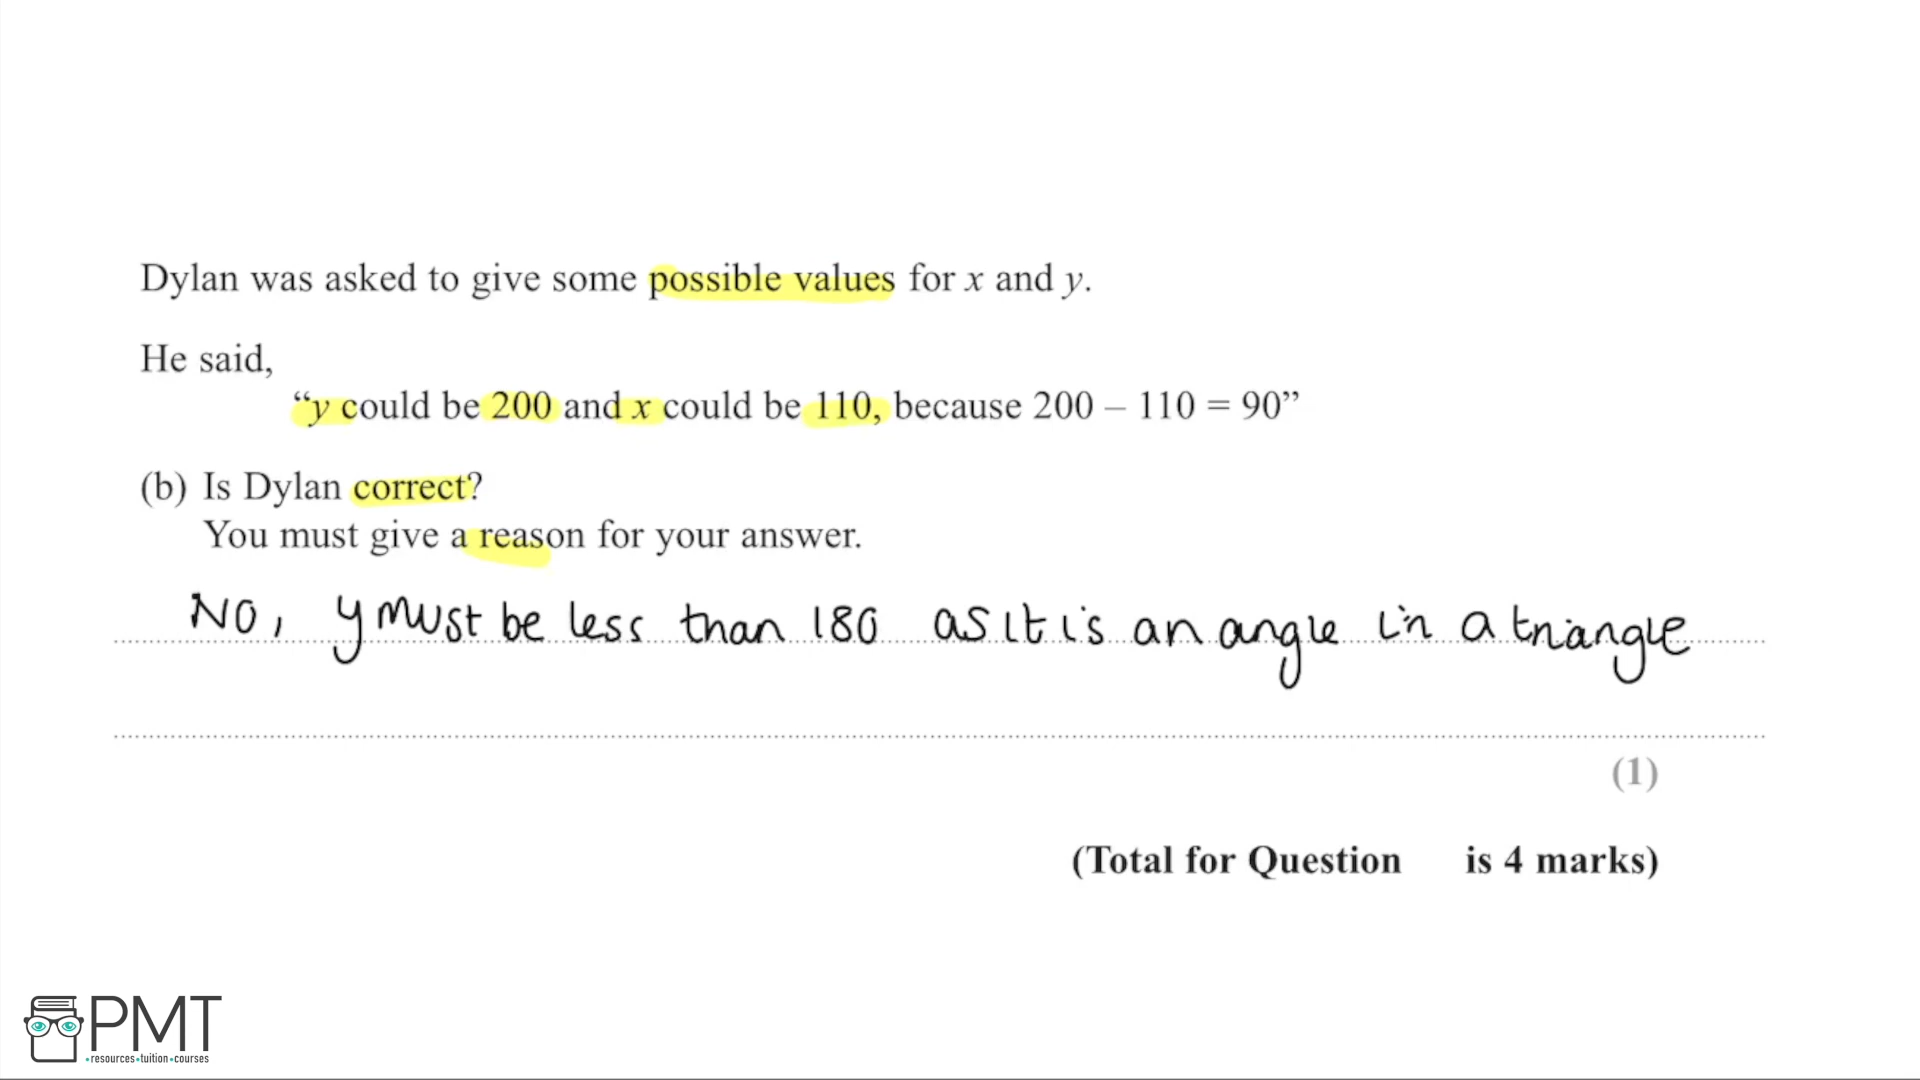 Dylan was asked to give some possible values for x and y.
He said,
“y could be 200 and x could be 110, because 200 – 110 = 90”
(b) Is Dylan correct?
You must give a reason for your answer.
NO, y must be less than 180 as it is an angle in a triangle
(1)
(Total for Question is 4 marks)
PMT
•resources•tuition•courses